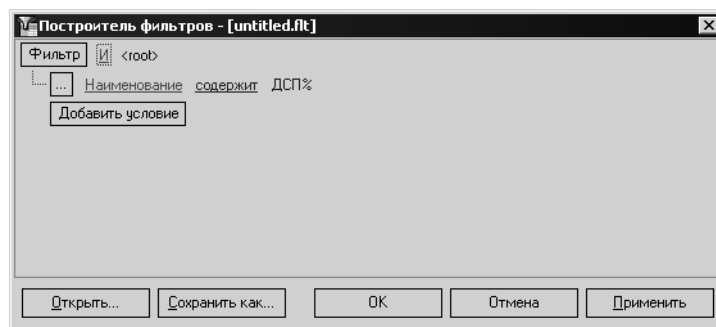 Построитель фильтров - [untitled.flt]
Фильтр И <root>
... Наименование содержит ДСП%
Добавить условие
Открыть... Сохранить как... OK Отмена Применить